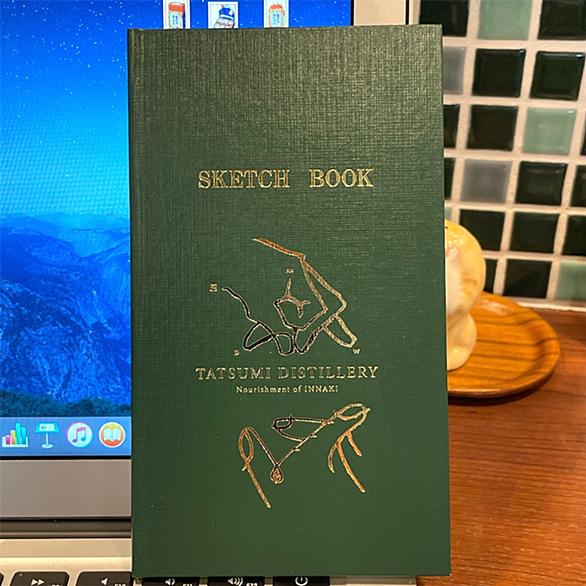 SKETCH BOOK
TATSUMI DISTILLERY
Nourishment of INNAKI